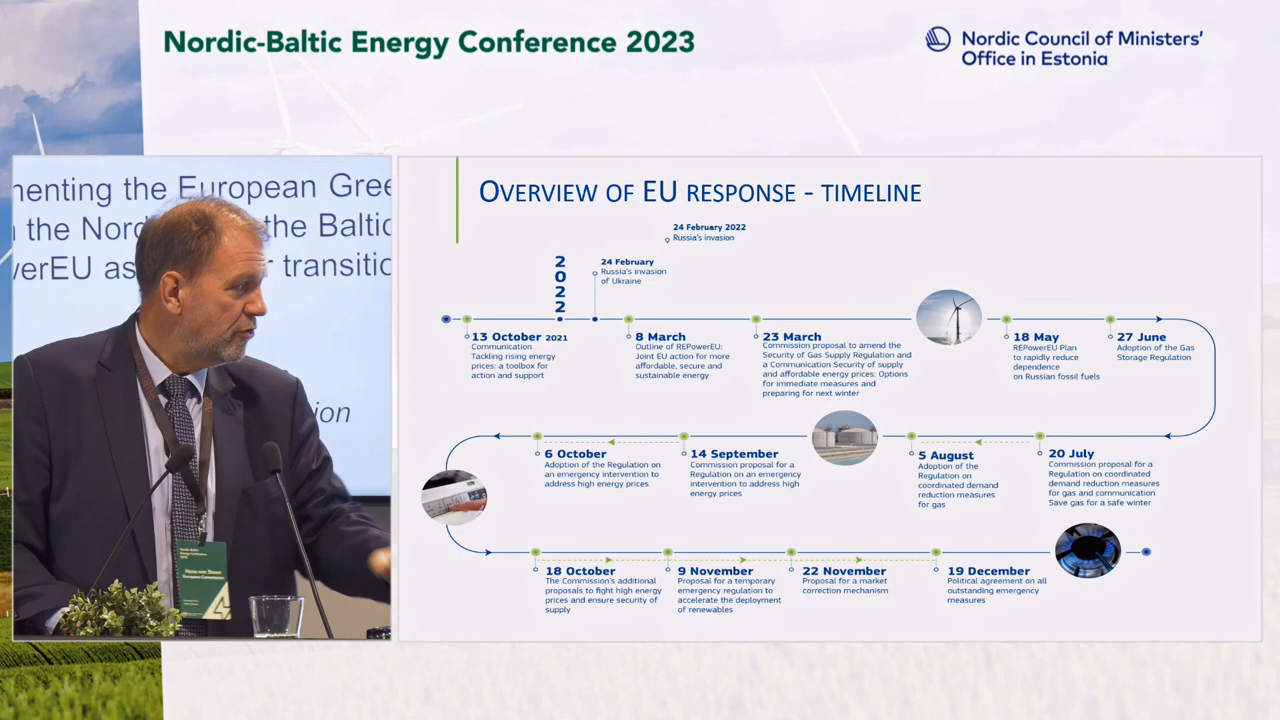 Nordic-Baltic Energy Conference 2023
Nordic Council of Ministers'
Office in Estonia
menting the European Gree
the Nord the Baltic
werEU as transitio
ion
Nordic-Baltic
Energy Conference
European Commission
OVERVIEW OF EU RESPONSE - TIMELINE
24 February 2022
Russia's invasion
2022
24 February
Russia's invasion
of Ukraine
13 October 2021
Communication
Tackling rising energy
prices: a toolbox for
action and support
8 March
Outline of REPowerEU:
Joint EU action for more
affordable, secure and
sustainable energy
23 March
Commission proposal to amend the
Security of Gas Supply Regulation and
a Communication Security of supply
and affordable energy prices: Options
for immediate measures and
preparing for next winter
18 May
REPowerEU Plan
to rapidly reduce
dependence
on Russian fossil fuels
27 June
Adoption of the Gas
Storage Regulation
6 October
Adoption of the Regulation on
an emergency intervention to
address high energy prices
14 September
Commission proposal for a
Regulation on an emergency
intervention to address high
energy prices
5 August
Adoption of the
Regulation on
coordinated demand
reduction measures
for gas
20 July
Commission proposal for a
Regulation on coordinated
demand reduction measures
for gas and communication
Save gas for a safe winter
18 October
The Commission's additional
proposals to fight high energy
prices and ensure security of
supply
9 November
Proposal for a temporary
emergency regulation to
accelerate the deployment
of renewables
22 November
Proposal for a market
correction mechanism
19 December
Political agreement on all
outstanding emergency
measures